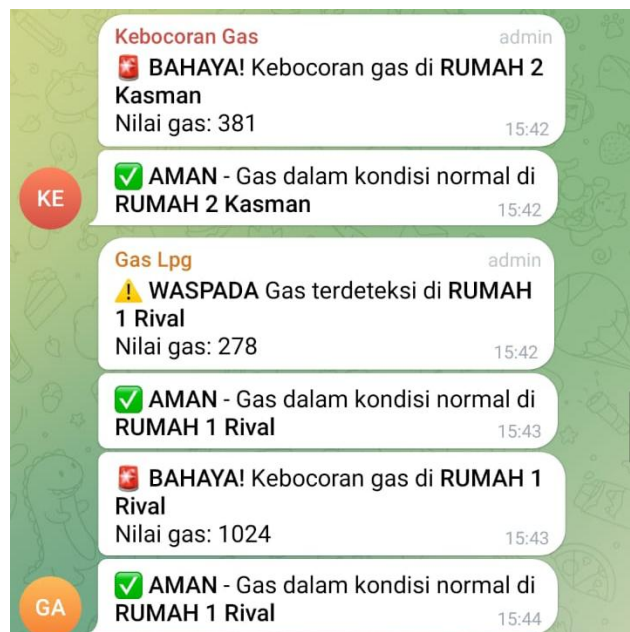 Kebocoran Gas admin
🚨 BAHAYA! Kebocoran gas di RUMAH 2
Kasman
Nilai gas: 381 15:42
✅ AMAN - Gas dalam kondisi normal di
RUMAH 2 Kasman 15:42
KE
Gas Lpg admin
⚠️ WASPADA Gas terdeteksi di RUMAH
1 Rival
Nilai gas: 278 15:42
✅ AMAN - Gas dalam kondisi normal di
RUMAH 1 Rival 15:43
🚨 BAHAYA! Kebocoran gas di RUMAH 1
Rival
Nilai gas: 1024 15:43
✅ AMAN - Gas dalam kondisi normal di
RUMAH 1 Rival 15:44
GA